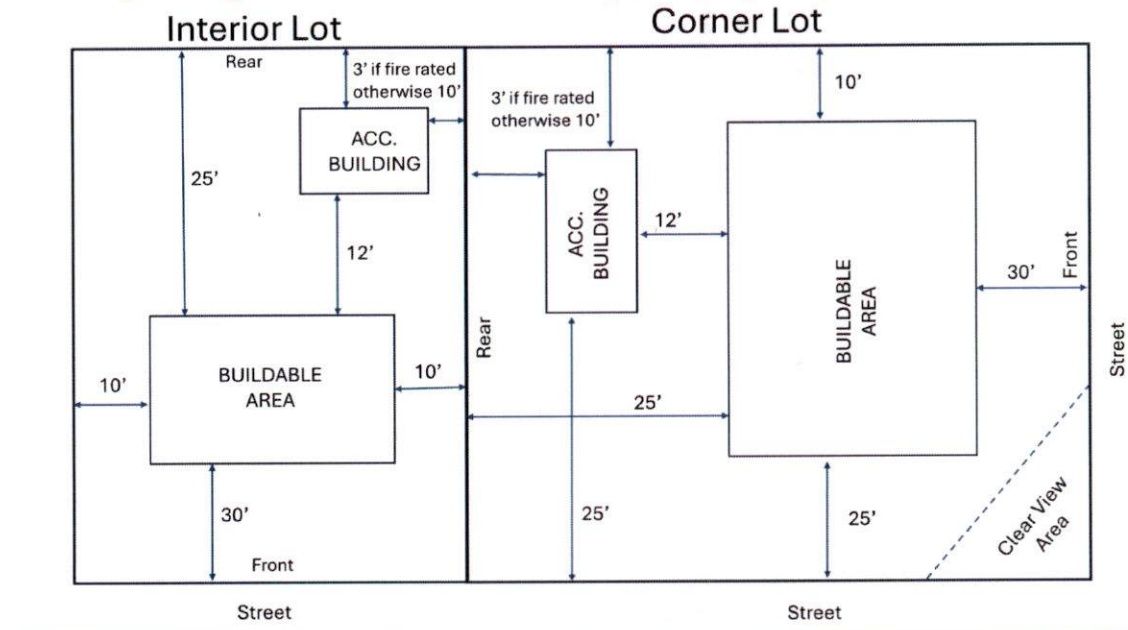 Interior Lot
Corner Lot
Rear
3' if fire rated
otherwise 10'
ACC.
BUILDING
25'
12'
10'
BUILDABLE
AREA
10'
30'
Front
Street
10'
3' if fire rated
otherwise 10'
ACC.
BUILDING
12'
BUILDABLE
AREA
30'
Front
Street
Rear
25'
25'
25'
Clear View
Area
Street